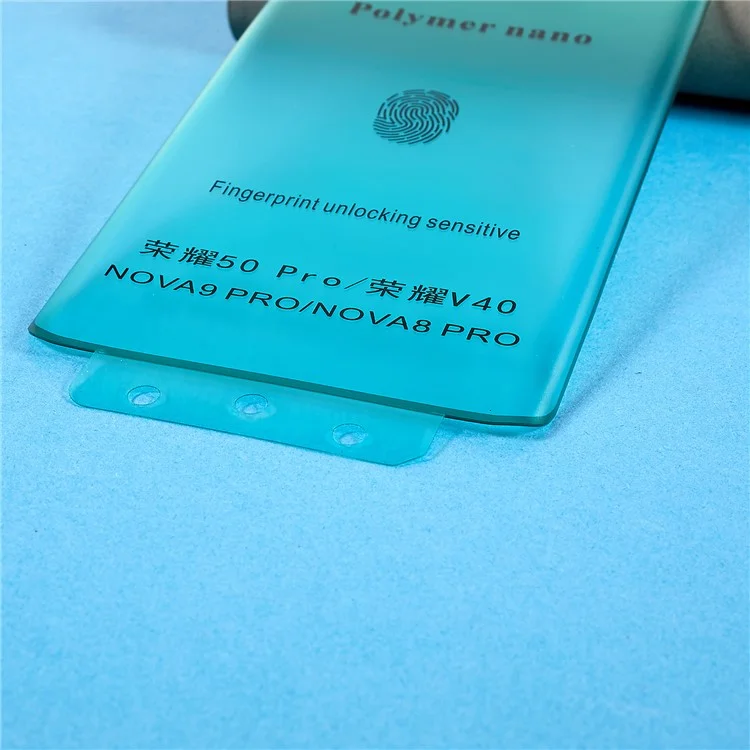 Polymer nano
Fingerprint unlocking sensitive
荣耀50 Pro/荣耀V40
NOVA9 PRO/NOVA8 PRO